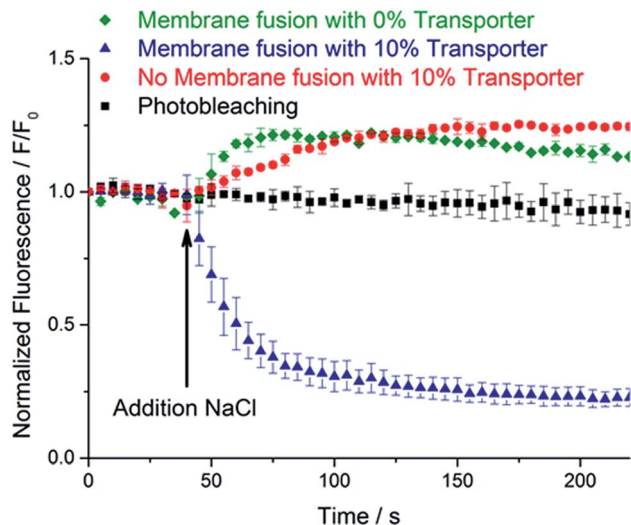 Membrane fusion with 0% Transporter
Membrane fusion with 10% Transporter
No Membrane fusion with 10% Transporter
Photobleaching
1.5
1.0
0.5
0.0
Normalized Fluorescence / F/F₀
Addition NaCl
0
50
100
150
200
Time / s